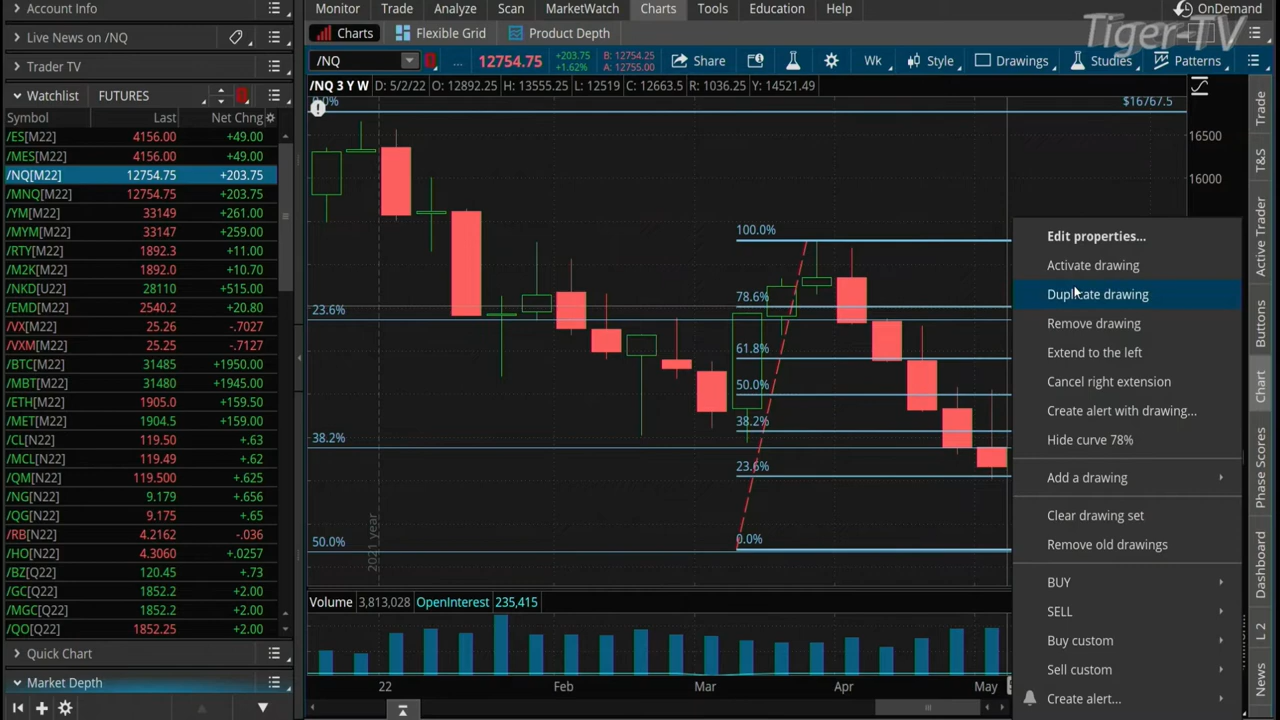 Account Info
Monitor Trade Analyze Scan MarketWatch Charts Tools Education Help
OnDemand
Tiger-TV
Live News on /NQ
Charts Flexible Grid Product Depth
Trader TV
/NQ ... 12754.75 +203.75 +1.62% B: 12754.25 A: 12755.00 Share Wk Style Drawings Studies Patterns
Watchlist FUTURES
/NQ 3 Y W D: 5/2/22 O: 12892.25 H: 13555.25 L: 12519 C: 12663.5 R: 1036.25 Y: 14521.49
Symbol Last Net Chng
/ES[M22] 4156.00 +49.00
/MES[M22] 4156.00 +49.00
/NQ[M22] 12754.75 +203.75
/MNQ[M22] 12754.75 +203.75
/YM[M22] 33149 +261.00
/MYM[M22] 33147 +259.00
/RTY[M22] 1892.3 +11.00
/M2K[M22] 1892.0 +10.70
/NKD[U22] 28110 +515.00
/EMD[M22] 2540.2 +20.80
/VX[M22] 25.26 -.7027
/VXM[M22] 25.26 -.7127
/BTC[M22] 31485 +1950.00
/MBT[M22] 31480 +1945.00
/ETH[M22] 1905.0 +159.50
/MET[M22] 1904.5 +159.00
/CL[N22] 119.50 +.63
/MCL[N22] 119.49 +.62
/QM[N22] 119.500 +.625
/NG[N22] 9.179 +.656
/QG[N22] 9.175 +.65
/RB[N22] 4.2162 -.036
/HO[N22] 4.3060 +.0257
/BZ[Q22] 120.45 +.73
/GC[Q22] 1852.2 +2.00
/MGC[Q22] 1852.2 +2.00
/QO[Q22] 1852.25 +2.00
Quick Chart
Market Depth
0.0%
$16767.5
16500
16000
100.0%
78.6%
23.6%
61.8%
50.0%
38.2%
38.2%
23.6%
0.0%
50.0%
2021 year
Edit properties...
Activate drawing
Duplicate drawing
Remove drawing
Extend to the left
Cancel right extension
Create alert with drawing...
Hide curve 78%
Add a drawing
Clear drawing set
Remove old drawings
BUY
SELL
Buy custom
Sell custom
Create alert...
Volume 3,813,028 OpenInterest 235,415
22 Feb Mar Apr May
Trade
T&S
Active Trader
Buttons
Chart
Phase Scores
Dashboard
L 2
News